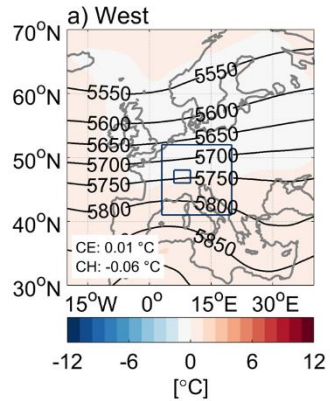 a) West
70°N
5550
5550
60°N
5600
5600
5650
5650
50°N
5700
5700
5750
5750
5800
5800
40°N
5850
CE: 0.01 °C
CH: -0.06 °C
30°N
15°W 0° 15°E 30°E
-12 -6 0 6 12
[°C]